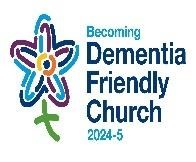 Becoming
Dementia
Friendly
Church
2024-5